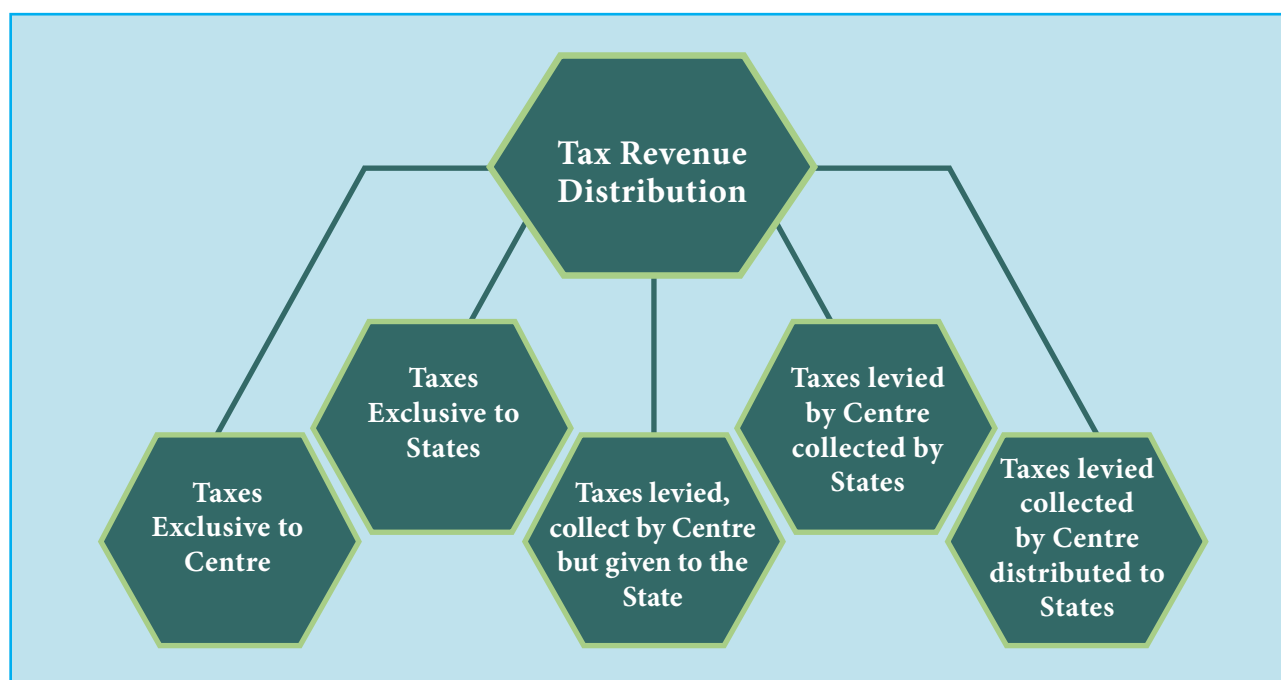 Tax Revenue
Distribution
Taxes
Exclusive to
Centre
Taxes
Exclusive to
States
Taxes levied,
collect by Centre
but given to the
State
Taxes levied
by Centre
collected by
States
Taxes levied
collected
by Centre
distributed to
States